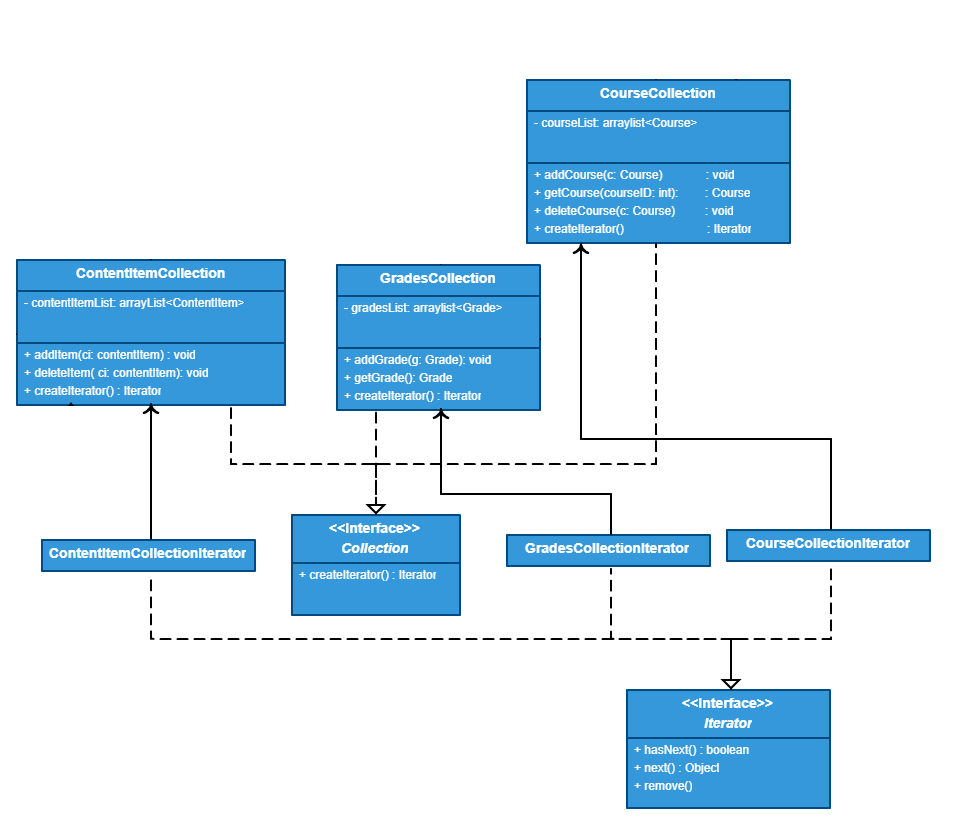 CourseCollection
- courseList: arraylist<Course>
+ addCourse(c: Course) : void
+ getCourse(courseID: int): : Course
+ deleteCourse(c: Course) : void
+ createIterator() : Iterator
ContentItemCollection
- contentItemList: arrayList<ContentItem>
+ addItem(ci: contentItem) : void
+ deleteItem( ci: contentItem): void
+ createIterator() : Iterator
GradesCollection
- gradesList: arraylist<Grade>
+ addGrade(g: Grade): void
+ getGrade(): Grade
+ createIterator() : Iterator
ContentItemCollectionIterator
<<Interface>>
Collection
+ createIterator() : Iterator
GradesCollectionIterator
CourseCollectionIterator
<<Interface>>
Iterator
+ hasNext() : boolean
+ next() : Object
+ remove()